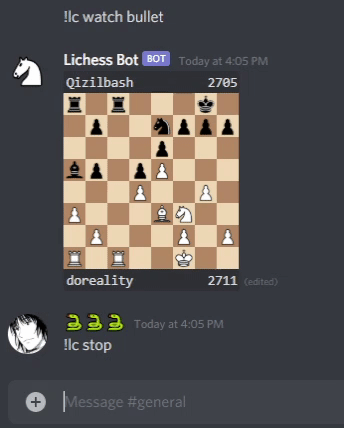 !lc watch bullet
Lichess Bot BOT Today at 4:05 PM
Qizilbash 2705
doreality 2711 (edited)
🐍🐍🐍 Today at 4:05 PM
!lc stop
Message #general